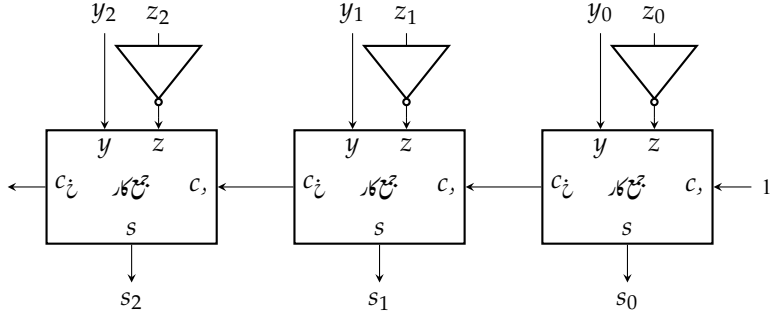 y2 z2 y1 z1 y0 z0
y z y z y z
cخ جمع کار c, cخ جمع کار c, cخ جمع کار c, 1
s s s
s2 s1 s0